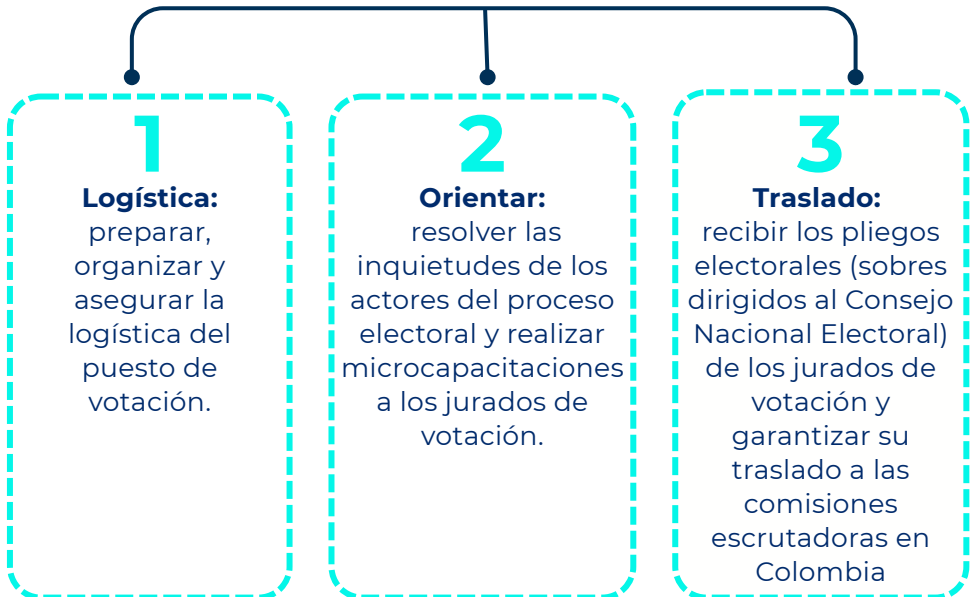 1
Logística:
preparar,
organizar y
asegurar la
logística del
puesto de
votación.
2
Orientar:
resolver las
inquietudes de los
actores del proceso
electoral y realizar
microcapacitaciones
a los jurados de
votación.
3
Traslado:
recibir los pliegos
electorales (sobres
dirigidos al Consejo
Nacional Electoral)
de los jurados de
votación y
garantizar su
traslado a las
comisiones
escrutadoras en
Colombia